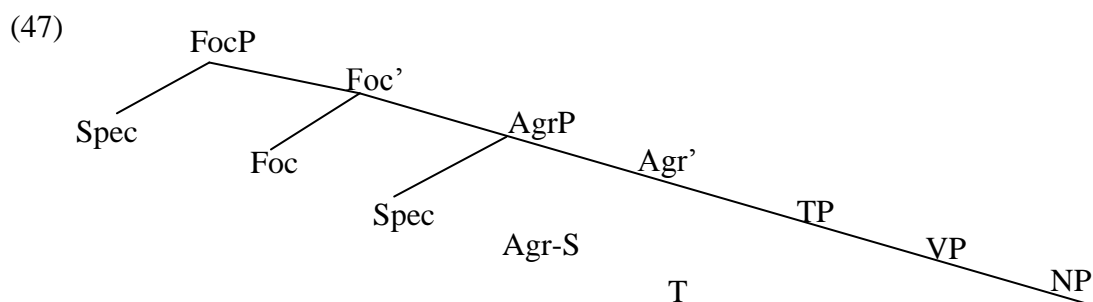 (47)
FocP
Foc’
Spec
AgrP
Foc
Agr’
Spec
TP
Agr-S
VP
T
NP